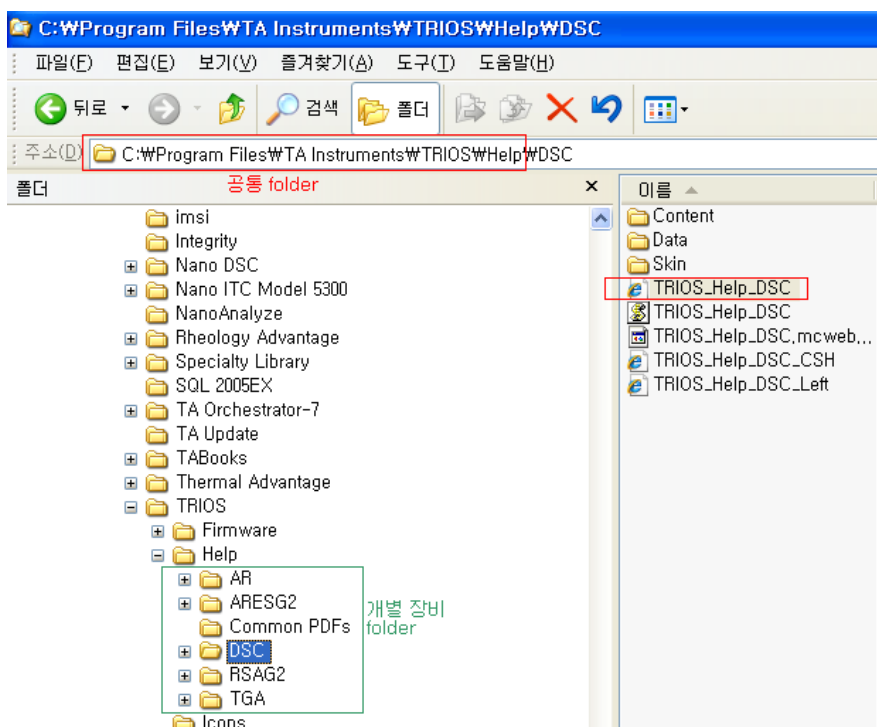 C:₩Program Files₩TA Instruments₩TRIOS₩Help₩DSC
파일(F) 편집(E) 보기(V) 즐겨찾기(A) 도구(T) 도움말(H)
뒤로 검색 폴더
주소(D) C:₩Program Files₩TA Instruments₩TRIOS₩Help₩DSC
공통 folder
폴더
imsi
Integrity
Nano DSC
Nano ITC Model 5300
NanoAnalyze
Rheology Advantage
Specialty Library
SQL 2005EX
TA Orchestrator-7
TA Update
TABooks
Thermal Advantage
TRIOS
Firmware
Help
AR
ARESG2
Common PDFs
DSC
RSAG2
TGA
Icons
개별 장비
folder
이름
Content
Data
Skin
TRIOS_Help_DSC
TRIOS_Help_DSC
TRIOS_Help_DSC,mcweb...
TRIOS_Help_DSC_CSH
TRIOS_Help_DSC_Left